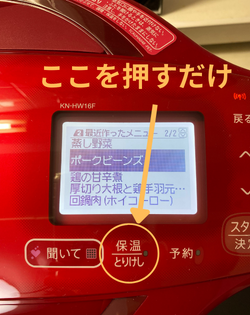 ここを押すだけ
KN-HW16F
最近作ったメニュー 2/2
蒸し野菜
ポークビーンズ
鶏の甘辛煮
厚切り大根と鶏手羽元…
回鍋肉(ホイコーロー)
戻る
聞いて
保温
とりけし
予約
スタ
決定